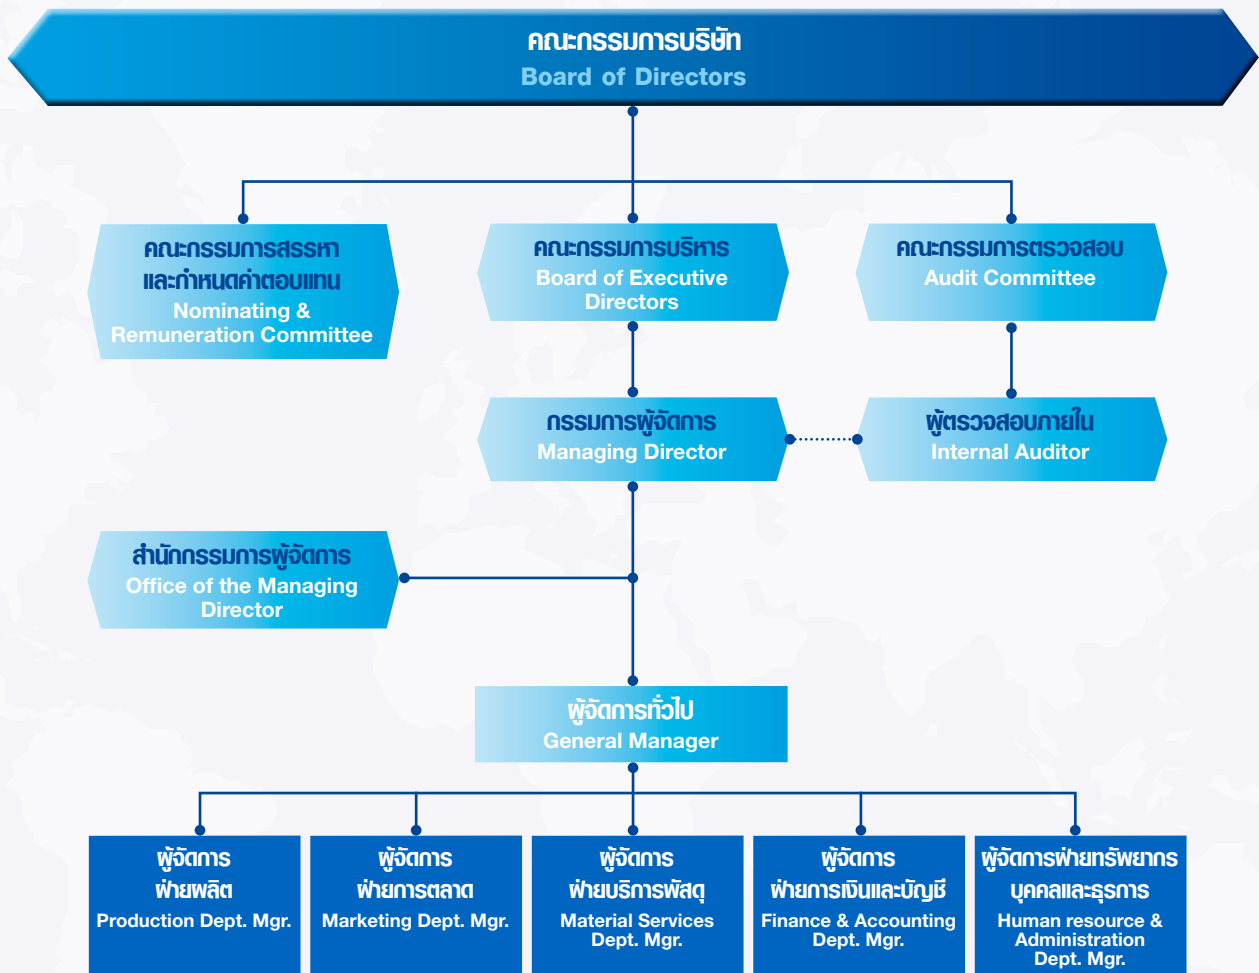 คณะกรรมการบริษัท
Board of Directors
คณะกรรมการสรรหา
และกำหนดค่าตอบแทน
Nominating &
Remuneration Committee
คณะกรรมการบริหาร
Board of Executive
Directors
คณะกรรมการตรวจสอบ
Audit Committee
กรรมการผู้จัดการ
Managing Director
ผู้ตรวจสอบภายใน
Internal Auditor
สำนักกรรมการผู้จัดการ
Office of the Managing
Director
ผู้จัดการทั่วไป
General Manager
ผู้จัดการ
ฝ่ายผลิต
Production Dept. Mgr.
ผู้จัดการ
ฝ่ายการตลาด
Marketing Dept. Mgr.
ผู้จัดการ
ฝ่ายบริการพัสดุ
Material Services
Dept. Mgr.
ผู้จัดการ
ฝ่ายการเงินและบัญชี
Finance & Accounting
Dept. Mgr.
ผู้จัดการฝ่ายทรัพยากร
บุคคลและธุรการ
Human resource &
Administration
Dept. Mgr.